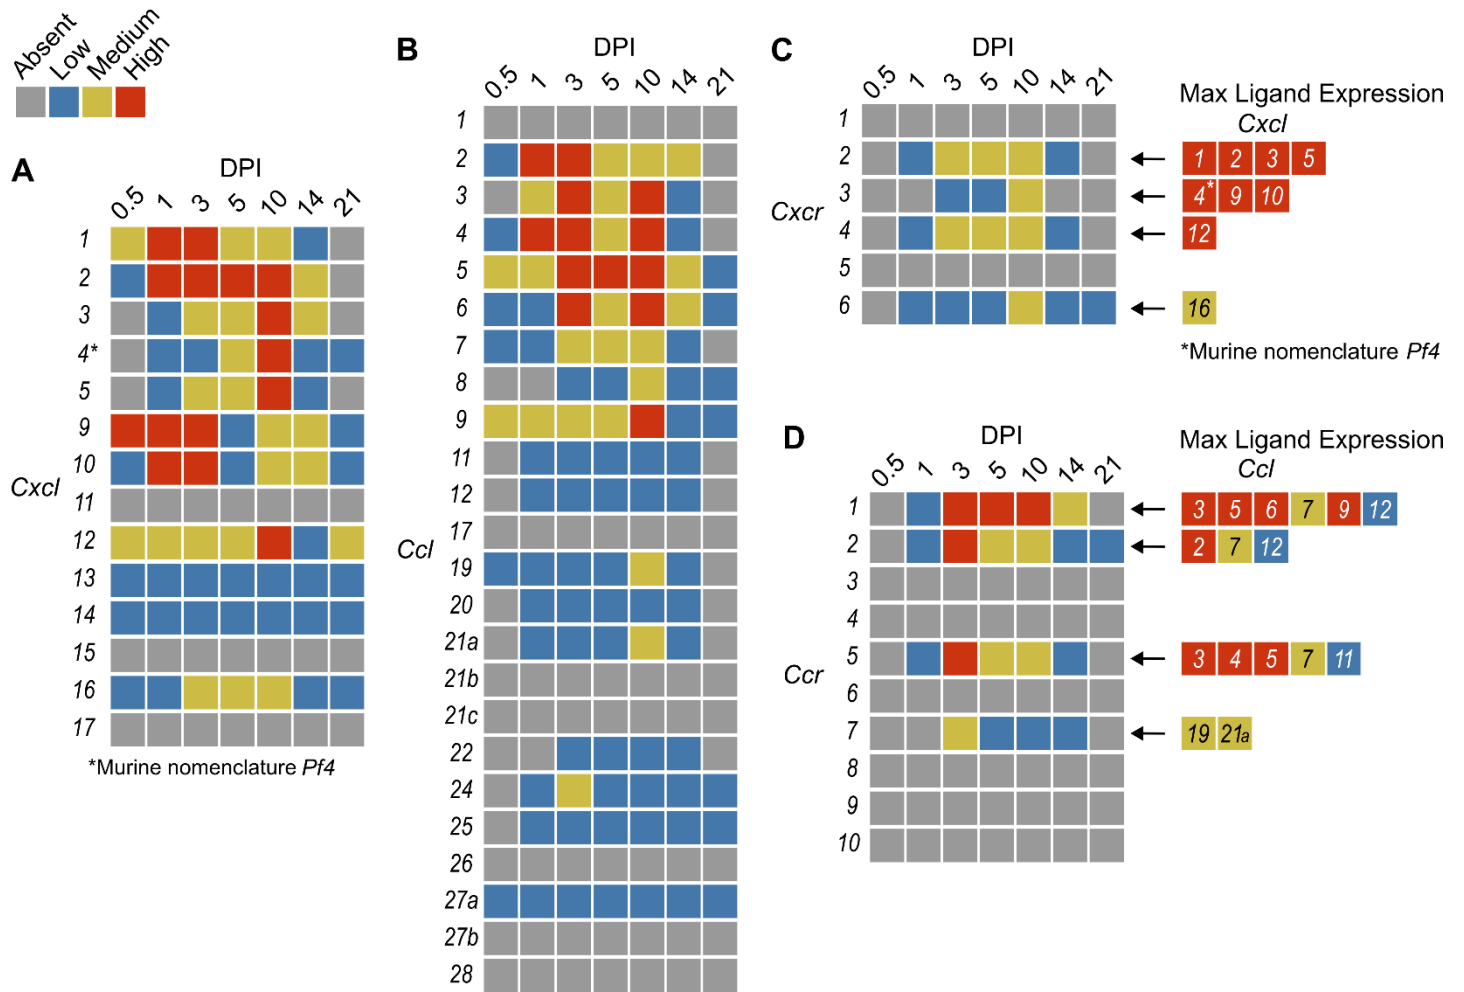 Absent
Low
Medium
High
A
DPI
0.5 1 3 5 10 14 21
Cxcl
1
2
3
4*
5
9
10
11
12
13
14
15
16
17
*Murine nomenclature Pf4
B
DPI
0.5 1 3 5 10 14 21
Ccl
1
2
3
4
5
6
7
8
9
11
12
17
19
20
21a
21b
21c
22
24
25
26
27a
27b
28
C
DPI
0.5 1 3 5 10 14 21
Max Ligand Expression
Cxcl
Cxcr
1
2 1 2 3 5
3 4* 9 10
4 12
5
6 16
*Murine nomenclature Pf4
D
DPI
0.5 1 3 5 10 14 21
Max Ligand Expression
Ccl
Ccr
1 3 5 6 7 9 12
2 2 7 12
3
4
5 3 4 5 7 11
6
7 19 21a
8
9
10